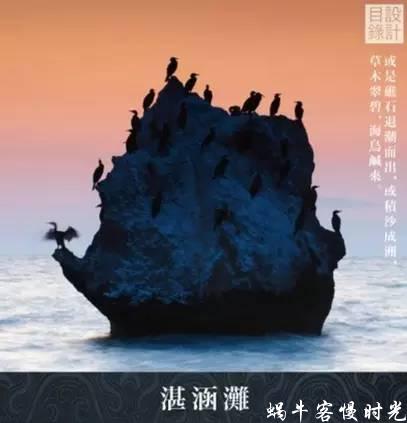 設計
目錄
或是礁石退潮而出，或積沙成洲，
草木翠碧，海鳥鹹來。
湛涵灘
蜗牛客慢时光